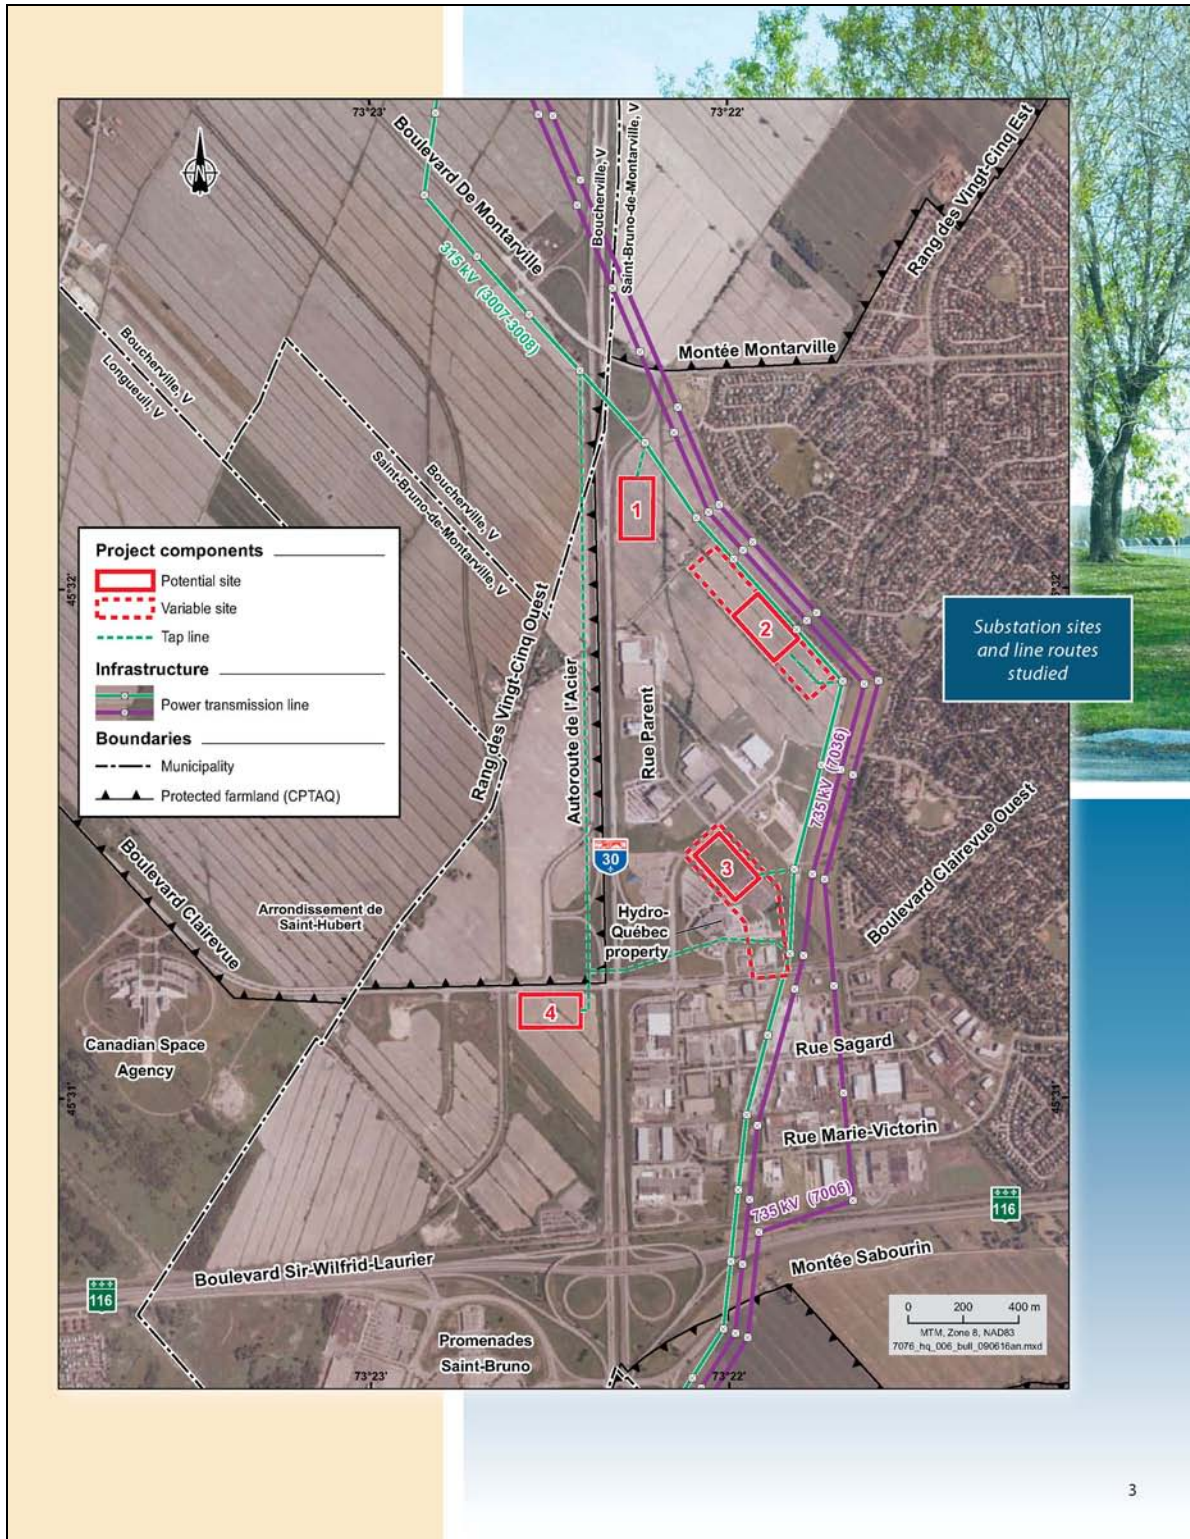 73°23'
73°22'
Boulevard De Montarville
Boucherville, V
Saint-Bruno-de-Montarville, V
Rang des Vingt-Cinq Est
315 kV (3007-3008)
Montée Montarville
Boucherville, V
Longueuil, V
Boucherville, V
Saint-Bruno-de-Montarville, V
1
Project components
Potential site
Variable site
Tap line
Infrastructure
Power transmission line
Boundaries
Municipality
Protected farmland (CPTAQ)
45°32'
45°32'
2
Substation sites
and line routes
studied
Rang des Vingt-Cinq Ouest
Autoroute de l'Acier
Rue Parent
735 kV (7036)
30
3
Boulevard Clairevue Ouest
Boulevard Clairevue
Arrondissement de
Saint-Hubert
Hydro-
Québec
property
4
Canadian Space
Agency
Rue Sagard
45°31'
45°31'
Rue Marie-Victorin
735 kV (7006)
116
Boulevard Sir-Wilfrid-Laurier
Montée Sabourin
116
0 200 400 m
MTM, Zone 8, NAD83
7076_hq_006_bull_090616an.mxd
Promenades
Saint-Bruno
73°23'
73°22'
3